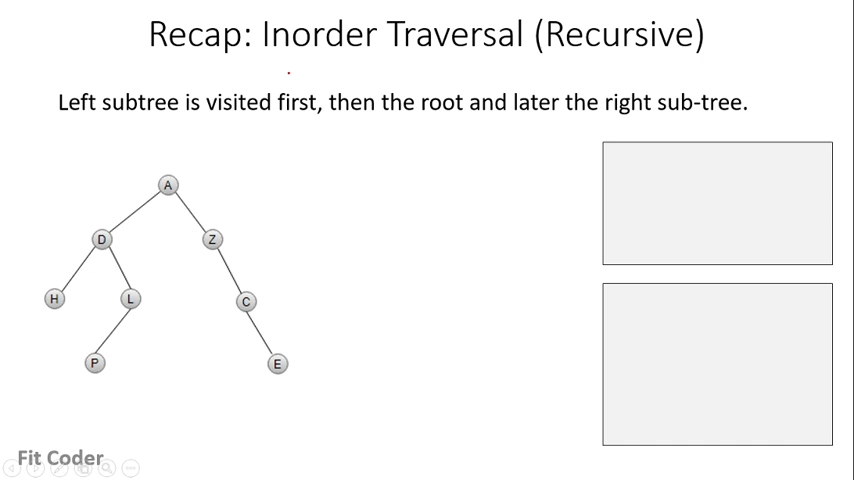 Recap: Inorder Traversal (Recursive)
Left subtree is visited first, then the root and later the right sub-tree.
A
D
Z
H
L
C
P
E
Fit Coder